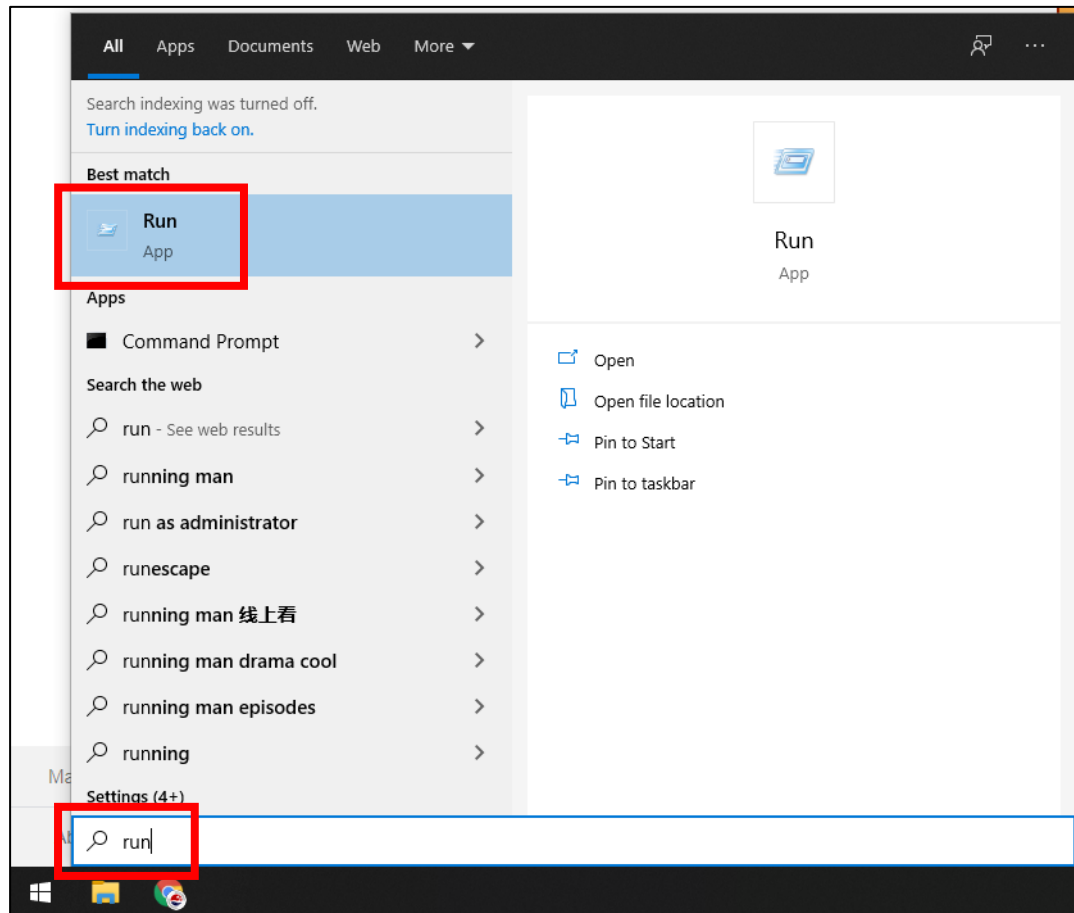 All Apps Documents Web More
Search indexing was turned off.
Turn indexing back on.
Best match
Run
App
Apps
Command Prompt
Search the web
run - See web results
running man
run as administrator
runescape
running man 线上看
running man drama cool
running man episodes
running
Settings (4+)
run
Run
App
Open
Open file location
Pin to Start
Pin to taskbar